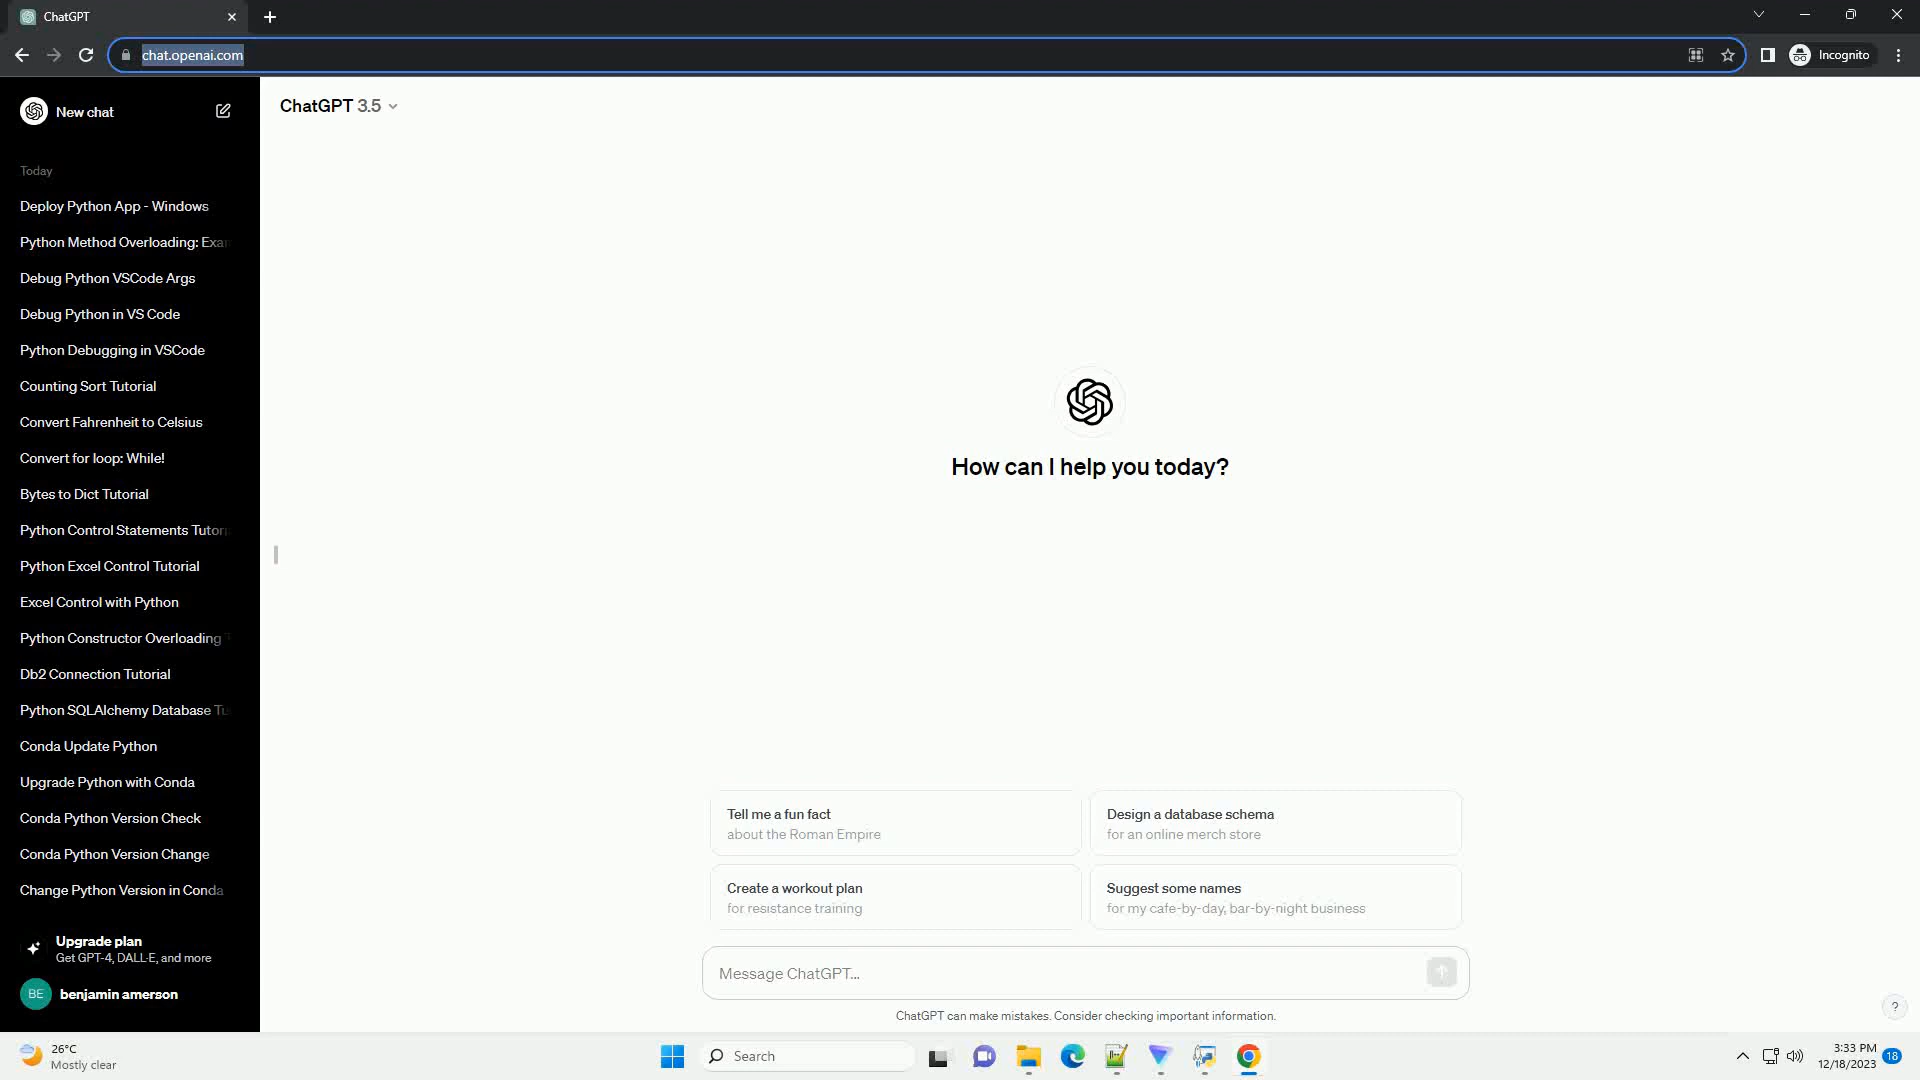 ChatGPT
chat.openai.com
Incognito
New chat
ChatGPT 3.5
Today
Deploy Python App - Windows
Python Method Overloading: Exam
Debug Python VSCode Args
Debug Python in VS Code
Python Debugging in VSCode
Counting Sort Tutorial
Convert Fahrenheit to Celsius
Convert for loop: While!
Bytes to Dict Tutorial
Python Control Statements Tutori
Python Excel Control Tutorial
Excel Control with Python
Python Constructor Overloading T
Db2 Connection Tutorial
Python SQLAlchemy Database Tu
Conda Update Python
Upgrade Python with Conda
Conda Python Version Check
Conda Python Version Change
Change Python Version in Conda
Upgrade plan
Get GPT-4, DALL·E, and more
BE
benjamin amerson
How can I help you today?
Tell me a fun fact
about the Roman Empire
Design a database schema
for an online merch store
Create a workout plan
for resistance training
Suggest some names
for my cafe-by-day, bar-by-night business
Message ChatGPT...
ChatGPT can make mistakes. Consider checking important information.
?
26°C
Mostly clear
Search
3:33 PM
12/18/2023
18